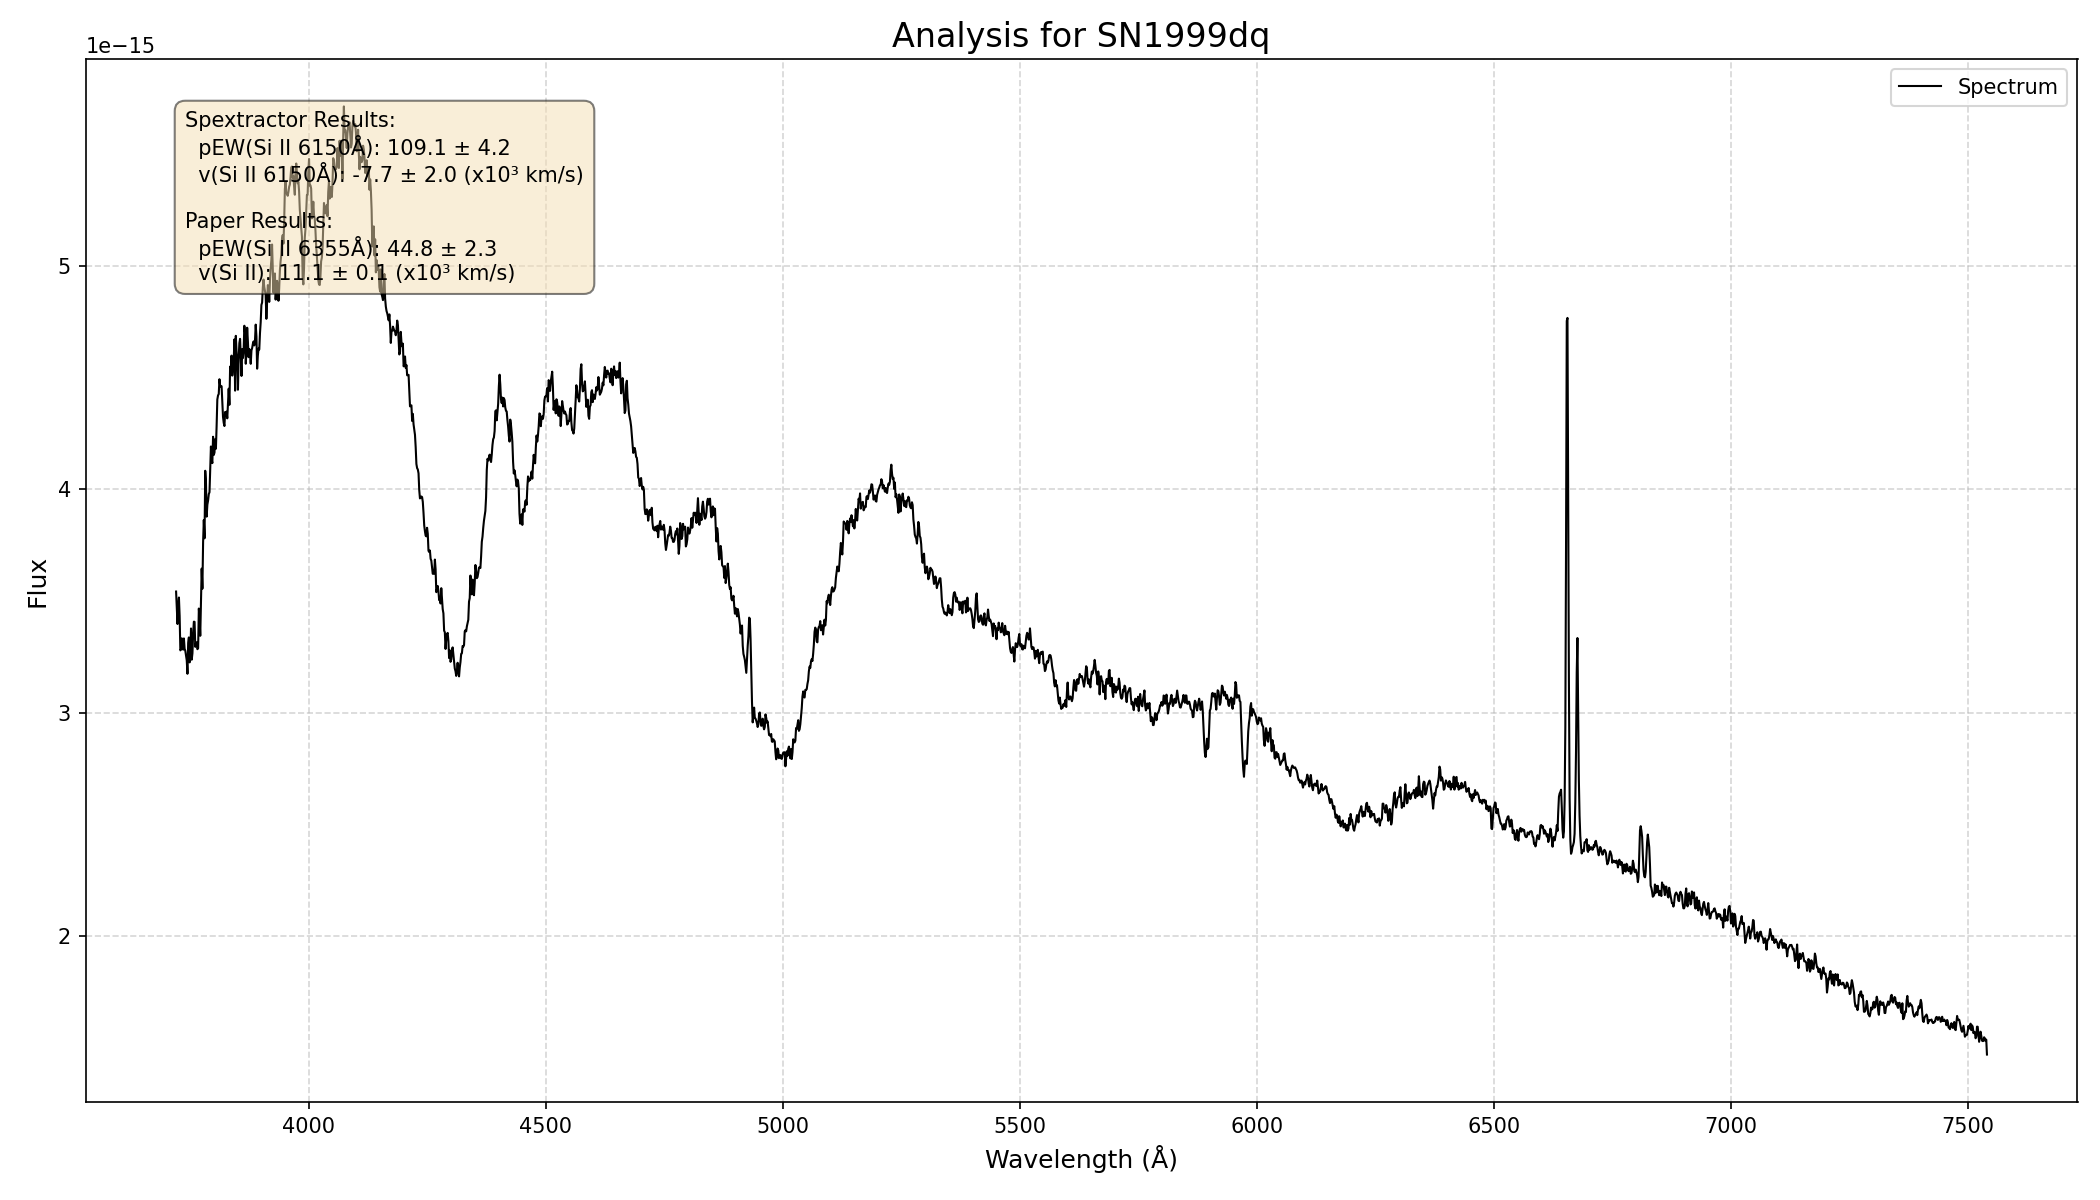 Analysis for SN1999dq
1e−15
Spectrum
Spextractor Results:
pEW(Si II 6150Å): 109.1 ± 4.2
v(Si II 6150Å): -7.7 ± 2.0 (x10³ km/s)
Paper Results:
pEW(Si II 6355Å): 44.8 ± 2.3
v(Si II): 11.1 ± 0.1 (x10³ km/s)
5
4
3
2
Flux
4000 4500 5000 5500 6000 6500 7000 7500
Wavelength (Å)